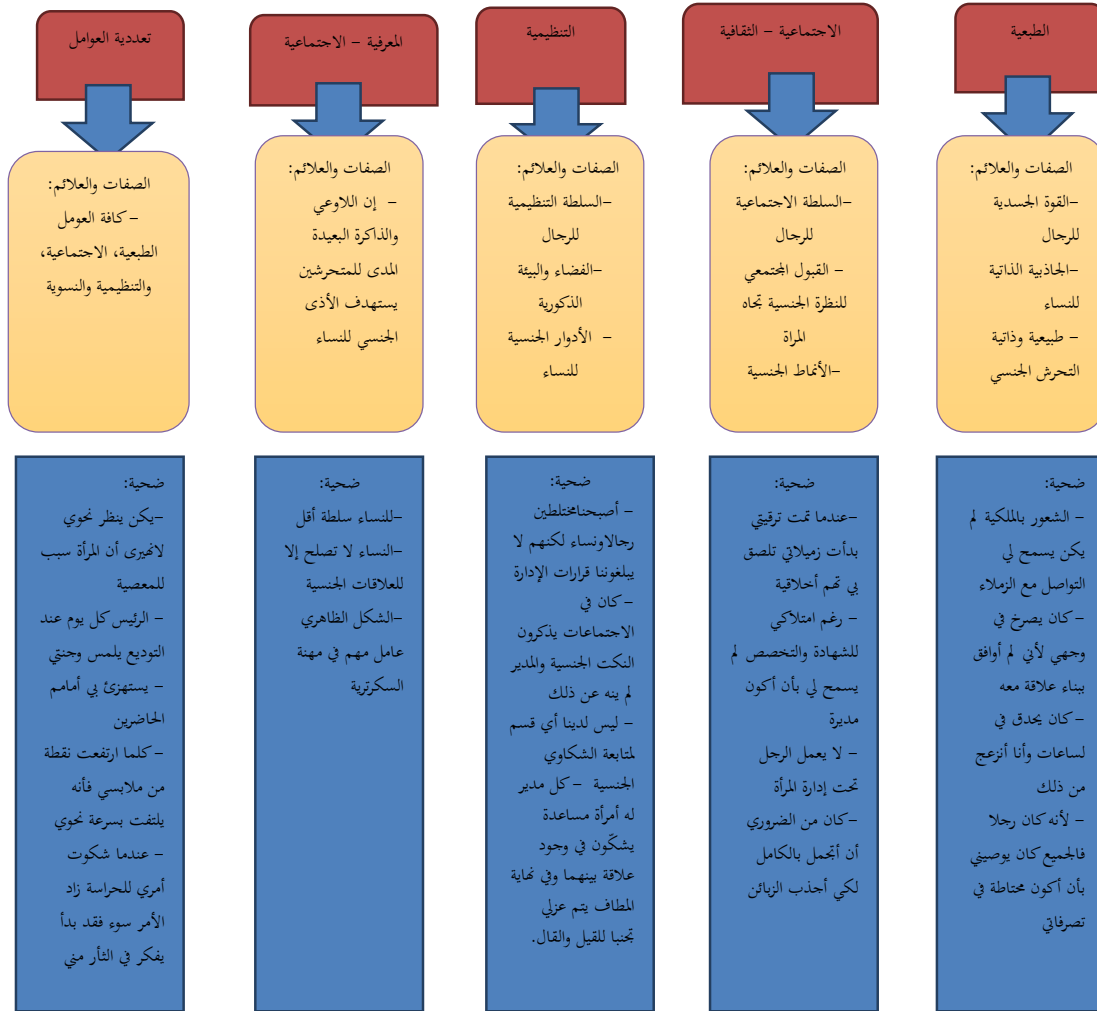 الطبعية
الاجتماعية – الثقافية
التنظيمية
المعرفية – الاجتماعية
تعددية العوامل
الصفات والعلائم:
–القوة الجسدية
للرجال
–الجاذبية الذاتية
للنساء
– طبيعية وذاتية
التحرش الجنسي
الصفات والعلائم:
–السلطة الاجتماعية
للرجال
– القبول المجتمعي
للنظرة الجنسية تجاه
المراة
–الأنماط الجنسية
الصفات والعلائم:
–السلطة التنظيمية
للرجال
–الفضاء والبيئة
الذكورية
– الأدوار الجنسية
للنساء
الصفات والعلائم:
– إن اللاوعي
والذاكرة البعيدة
المدى للمتحرشين
يستهدف الأذى
الجنسي للنساء
الصفات والعلائم:
–كافة العومل
الطبعية، الاجتماعية،
والتنظيمية والنسوية
ضحية:
– الشعور بالملكية لم
يكن يسمح لي
التواصل مع الزملاء
–كان يصرخ في
وجهي لأني لم أوافق
ببناء علاقة معه
–كان يحدق في
لساعات وأنا أنزعج
من ذلك
– لأنه كان رجلا
فالجميع كان يوصيني
بأن أكون محتاطة في
تصرفاتي
ضحية:
–عندما تمت ترقيتي
بدأت زميلاتي تلصق
بي تهم أخلاقية
– رغم امتلاكي
للشهادة والتخصص لم
يسمح لي بأن أكون
مديرة
– لا يعمل الرجل
تحت إدارة المرأة
–كان من الضروري
أن أتجمل بالكامل
لكي أجذب الزبائن
ضحية:
– أصبحنامختلطين
رجالاونساء لكنهم لا
يبلغوننا قرارات الإدارة
–كان في
الاجتماعات يذكرون
النكت الجنسية والمدير
لم ينه عن ذلك
– ليس لدينا أي قسم
لمتابعة الشكاوي
الجنسية –كل مدير
له أمرأة مساعدة
يشكّون في وجود
علاقة بينهما وفي نهاية
المطاف يتم عزلي
تجنبا للقيل والقال.
ضحية:
–للنساء سلطة أقل
–النساء لا تصلح إلا
للعلاقات الجنسية
–الشكل الظاهري
عامل مهم في مهنة
السكرترية
ضحية:
–يكن ينظر نحوي
لانهيرى أن المرأة سبب
للمعصية
– الرئيس كل يوم عند
التوديع يلمس وجنتي
– يستهزئ بي أمامم
الحاضرين
–كلما ارتفعت نقطة
من ملابسي فأنه
يلتفت بسرعة نحوي
– عندما شكوت
أمري للحراسة زاد
الأمر سوء فقد بدأ
يفكر في الثأر مني